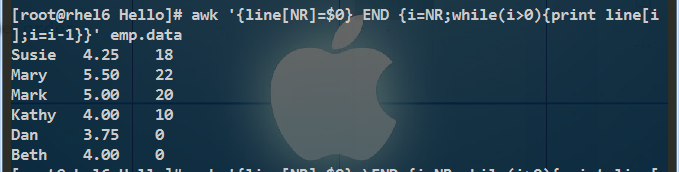 [root@rhel6 Hello]# awk '{line[NR]=$0} END {i=NR;while(i>0){print line[i
];i=i-1}}' emp.data
Susie   4.25    18
Mary    5.50    22
Mark    5.00    20
Kathy   4.00    10
Dan     3.75    0
Beth    4.00    0